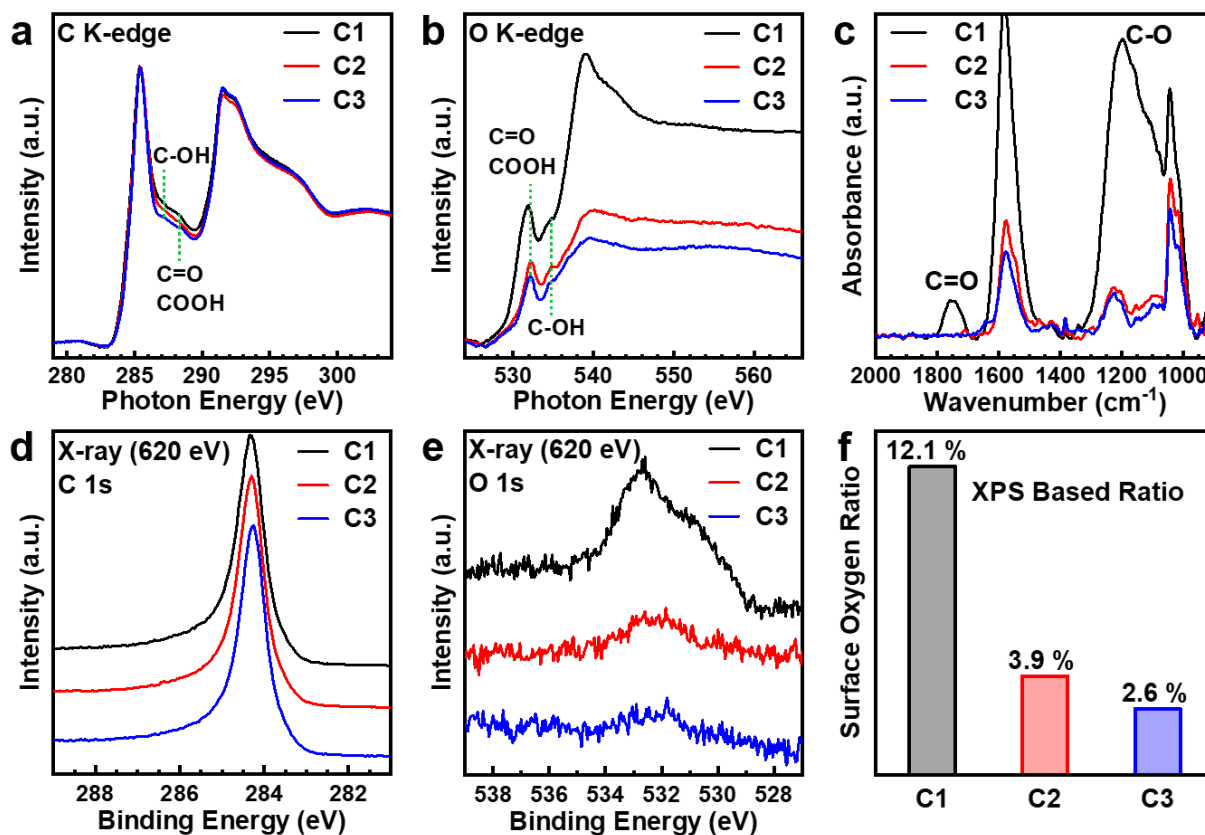 a
C K-edge
C1
C2
C3
C-OH
C=O
COOH
Intensity (a.u.)
280 285 290 295 300
Photon Energy (eV)
b
O K-edge
C1
C2
C3
C=O
COOH
C-OH
Intensity (a.u.)
530 540 550 560
Photon Energy (eV)
c
C1
C2
C3
C-O
C=O
Absorbance (a.u.)
2000 1600 1200 1000
Wavenumber (cm-1)
d
X-ray (620 eV)
C 1s
C1
C2
C3
Intensity (a.u.)
288 286 284 282
Binding Energy (eV)
e
X-ray (620 eV)
O 1s
C1
C2
C3
Intensity (a.u.)
538 536 534 532 530 528
Binding Energy (eV)
f
12.1 %
XPS Based Ratio
3.9 %
2.6 %
Surface Oxygen Ratio
C1 C2 C3